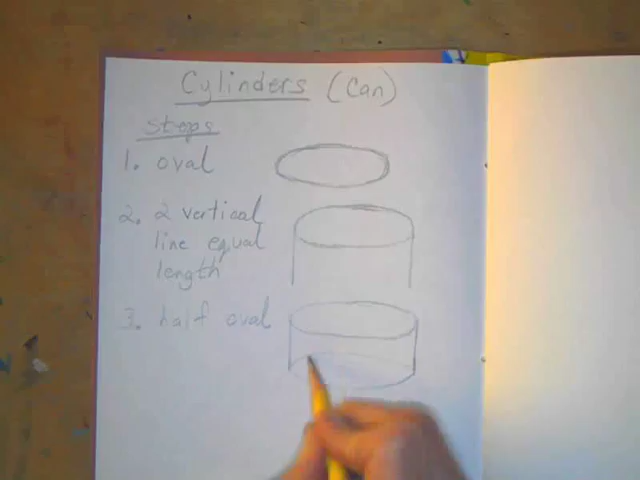 Cylinders (Can)
Steps
1. oval
2. 2 vertical
line equal
length
3. half oval